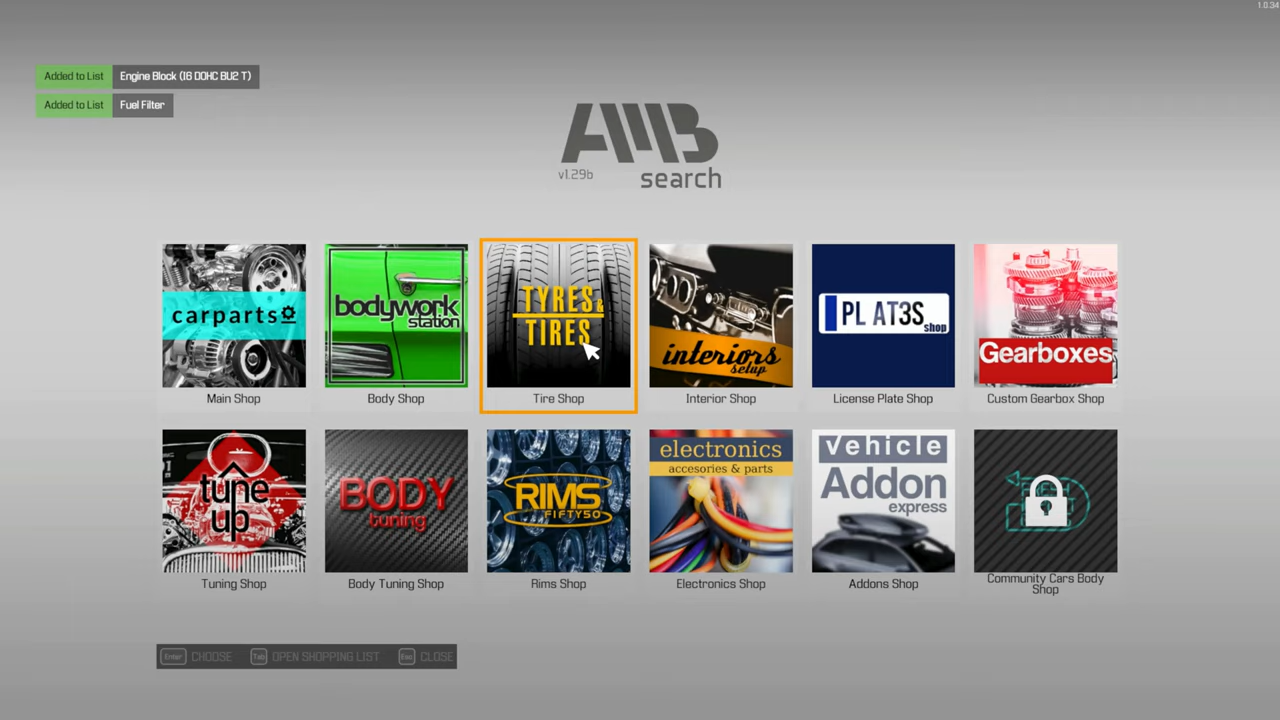 1.0.34
Added to List Engine Block (I6 DOHC BU2 T)
Added to List Fuel Filter
AMB
v1.29b search
carparts
bodywork
station
TYRES &
TIRES
interiors
setup
PL AT3S
shop
Gearboxes
Main Shop
Body Shop
Tire Shop
Interior Shop
License Plate Shop
Custom Gearbox Shop
tune
up
BODY
tuning
RIMS
FIFTY50
electronics
accesories & parts
vehicle
Addon
express
Tuning Shop
Body Tuning Shop
Rims Shop
Electronics Shop
Addons Shop
Community Cars Body
Shop
Enter CHOOSE Tab OPEN SHOPPING LIST Esc CLOSE